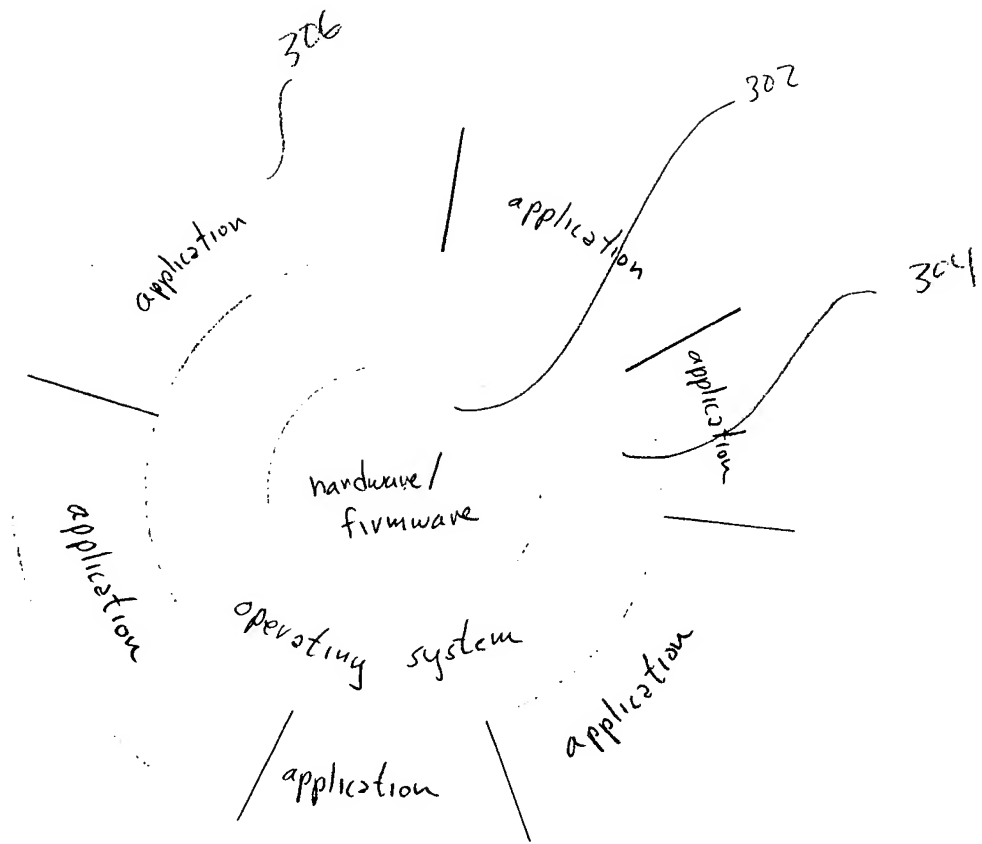 306
302
application
304
application
application
hardware/
firmware
application
operating system
application
application